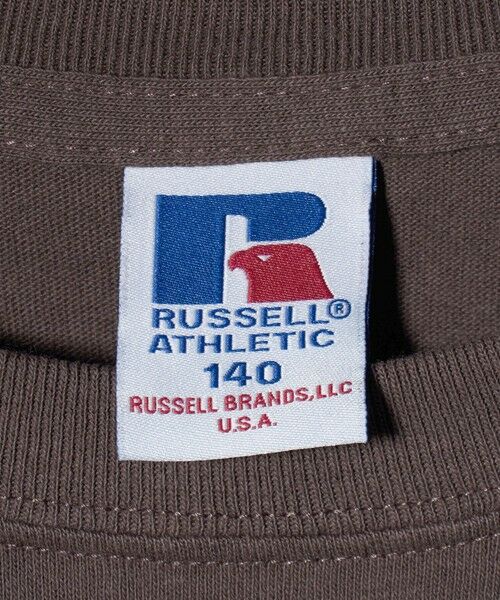 RUSSELL®
ATHLETIC
140
RUSSELL BRANDS,LLC
U.S.A.